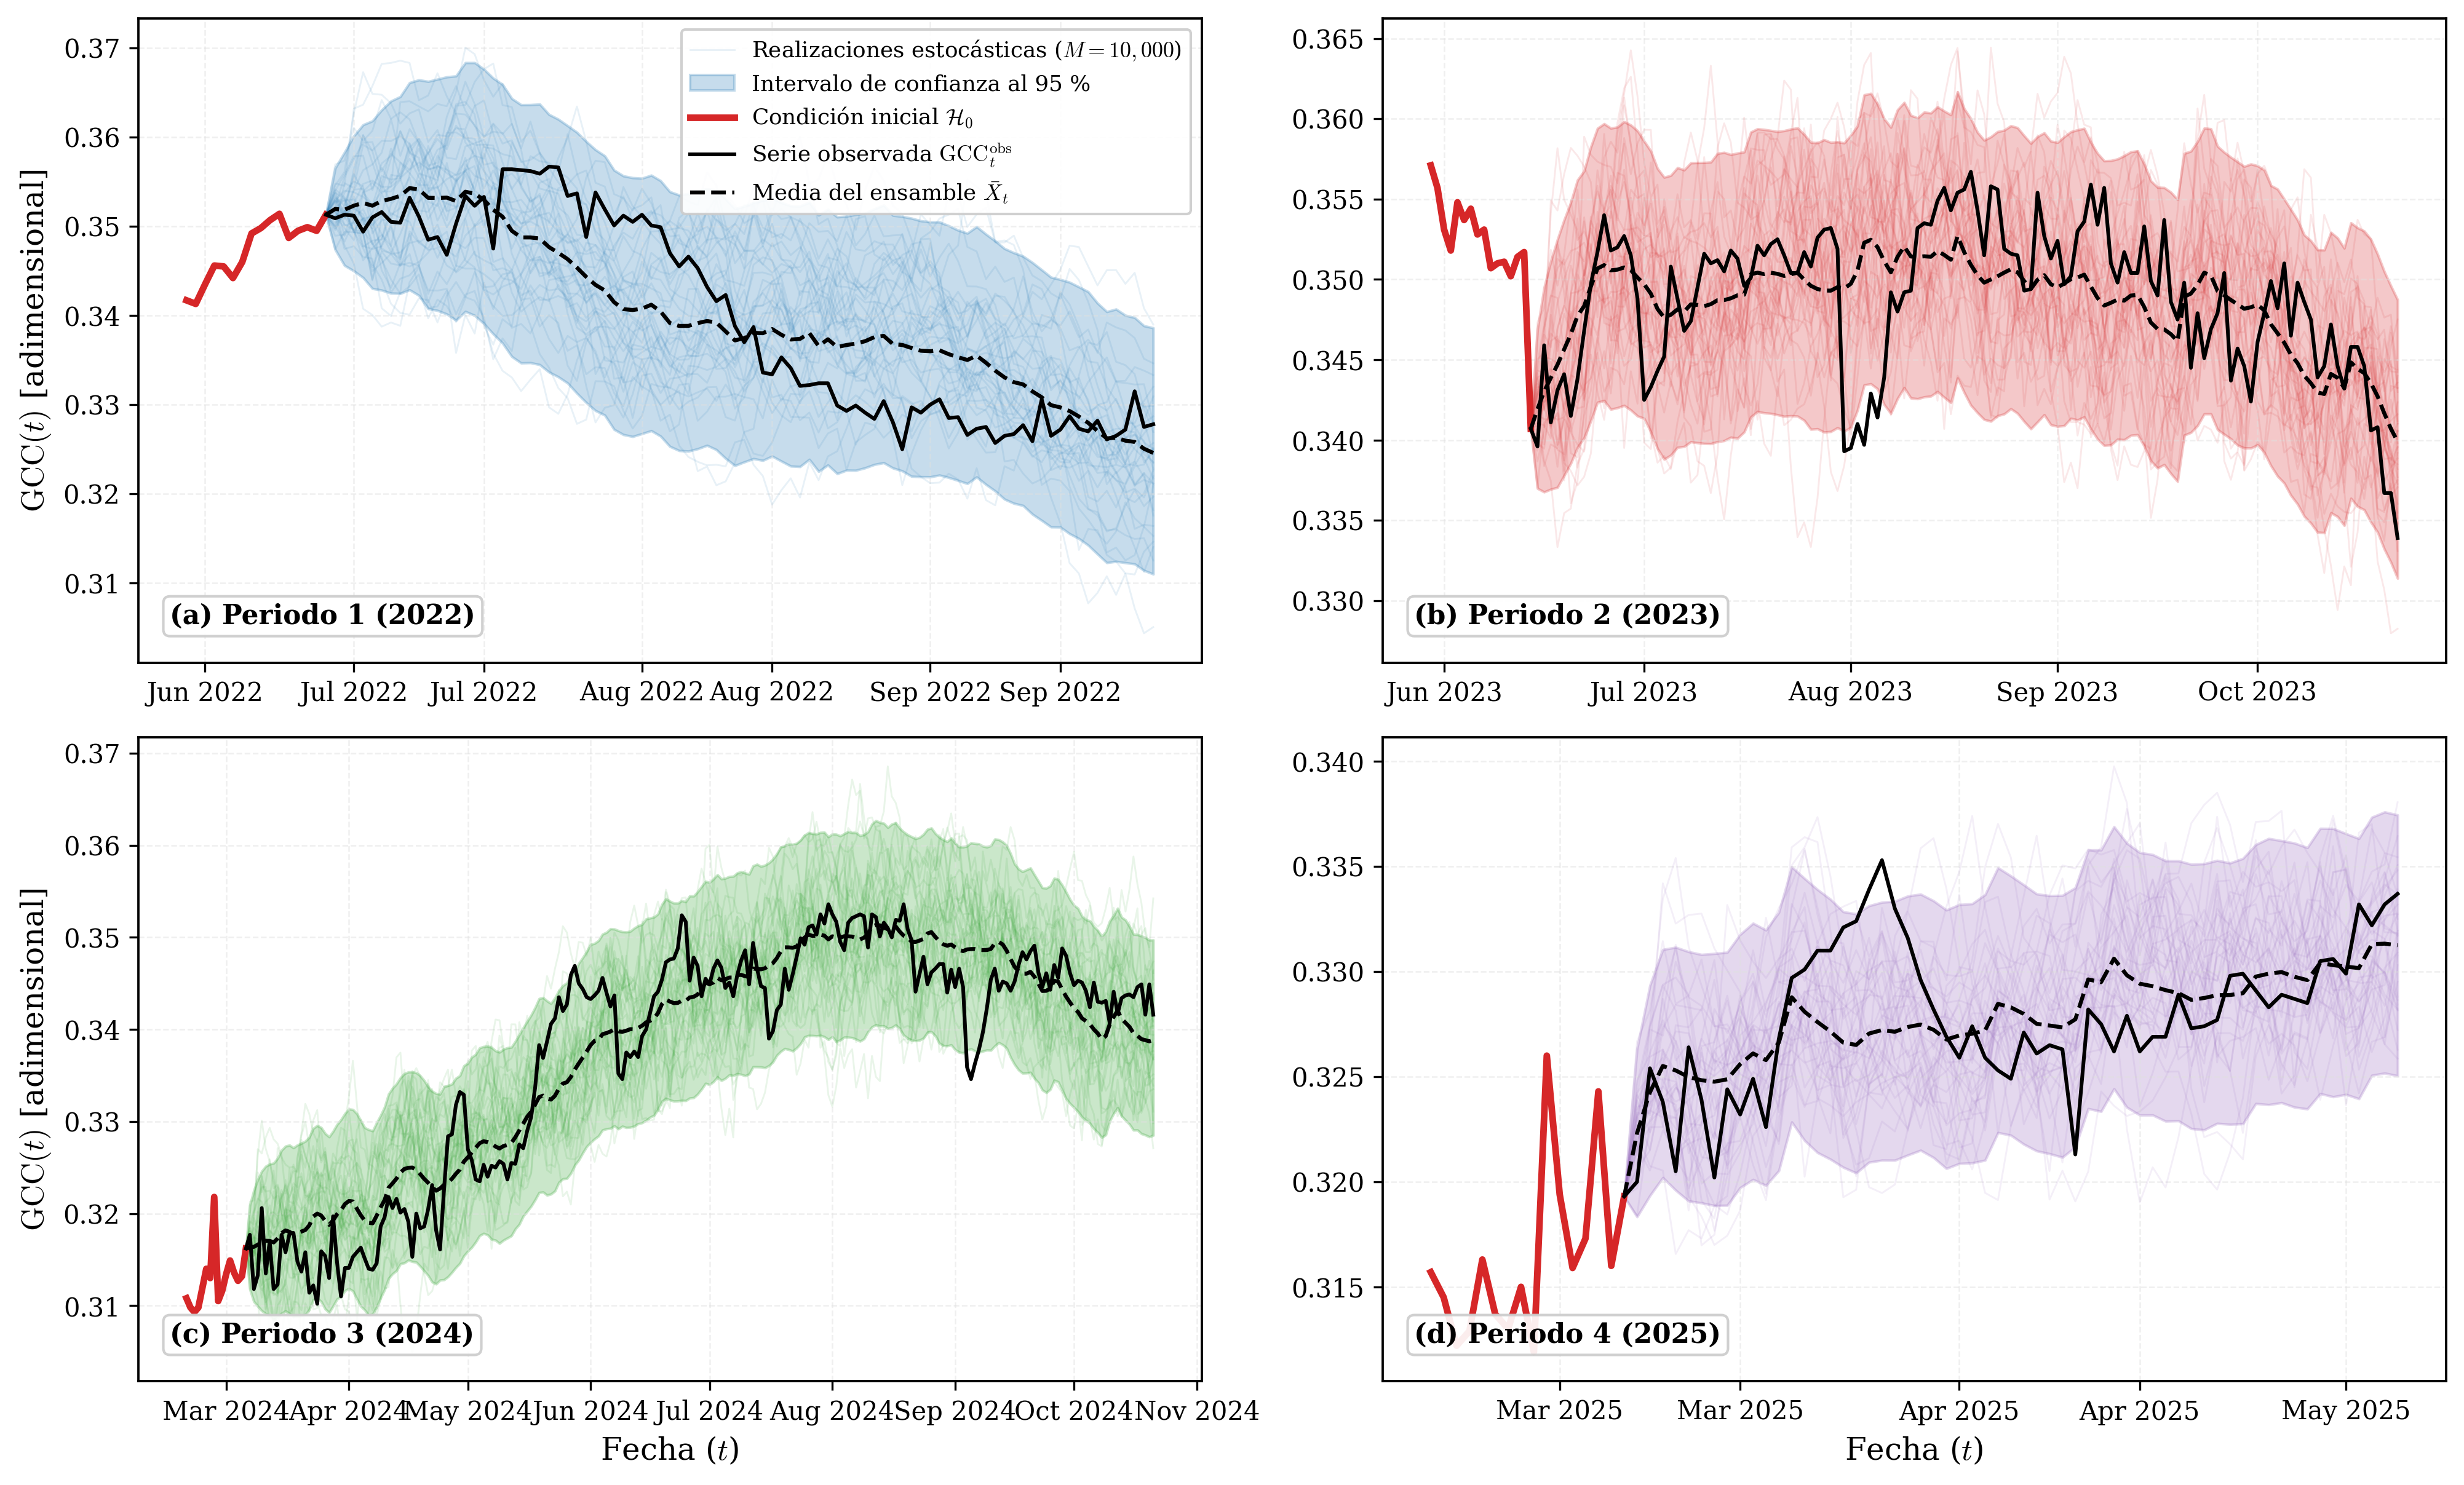 GCC(t) [adimensional]
0.37
0.36
0.35
0.34
0.33
0.32
0.31
Realizaciones estocásticas (M = 10,000)
Intervalo de confianza al 95 %
Condición inicial ℋ₀
Serie observada GCCₜᵒᵇˢ
Media del ensamble X̄ₜ
(a) Periodo 1 (2022)
Jun 2022 Jul 2022 Jul 2022 Aug 2022 Aug 2022 Sep 2022 Sep 2022
0.365
0.360
0.355
0.350
0.345
0.340
0.335
0.330
(b) Periodo 2 (2023)
Jun 2023 Jul 2023 Aug 2023 Sep 2023 Oct 2023
GCC(t) [adimensional]
0.37
0.36
0.35
0.34
0.33
0.32
0.31
(c) Periodo 3 (2024)
Mar 2024 Apr 2024 May 2024 Jun 2024 Jul 2024 Aug 2024 Sep 2024 Oct 2024 Nov 2024
Fecha (t)
0.340
0.335
0.330
0.325
0.320
0.315
(d) Periodo 4 (2025)
Mar 2025 Mar 2025 Apr 2025 Apr 2025 May 2025
Fecha (t)